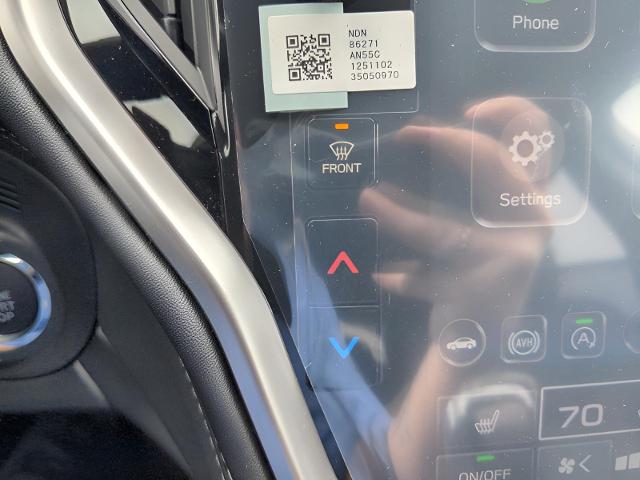 NDN
86271
AN55C
1251102
35050970
Phone
FRONT
Settings
AVH
A
70
ON/OFF